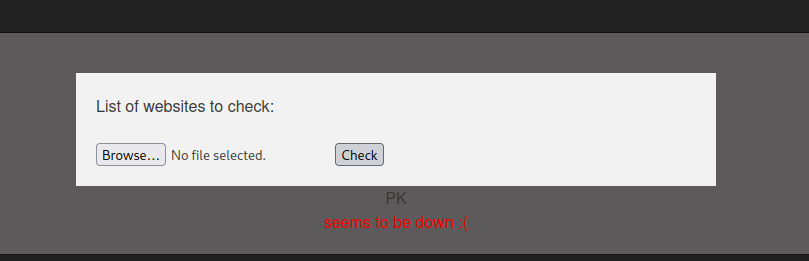 List of websites to check:
Browse... No file selected. Check
PK
seems to be down :(